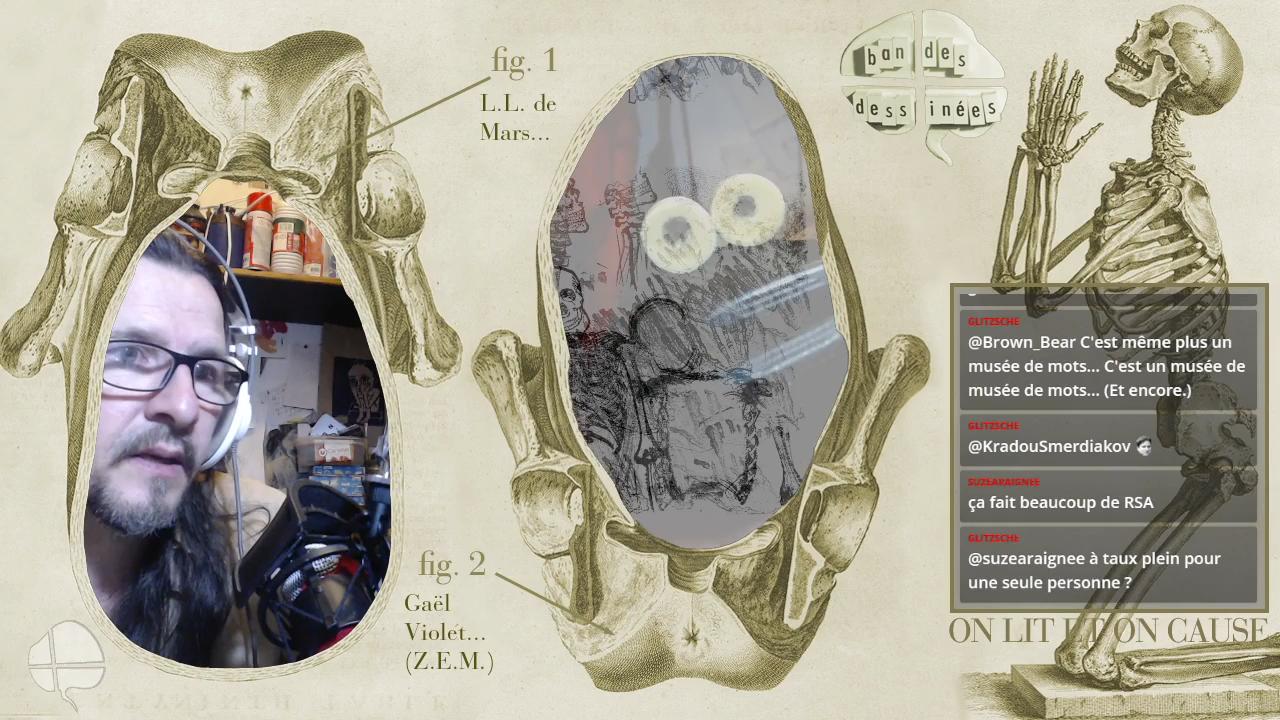 fig. 1
L.L. de
Mars...
ban des
dess inées
GLITZSCHE
@Brown_Bear C'est même plus un
musée de mots... C'est un musée de
musée de mots... (Et encore.)
GLITZSCHE
@KradouSmerdiakov
SUZEARAIGNEE
ça fait beaucoup de RSA
GLITZSCHE
@suzearaignee à taux plein pour
une seule personne ?
fig. 2
Gaël
Violet...
(Z.E.M.)
ON LIT ET ON CAUSE